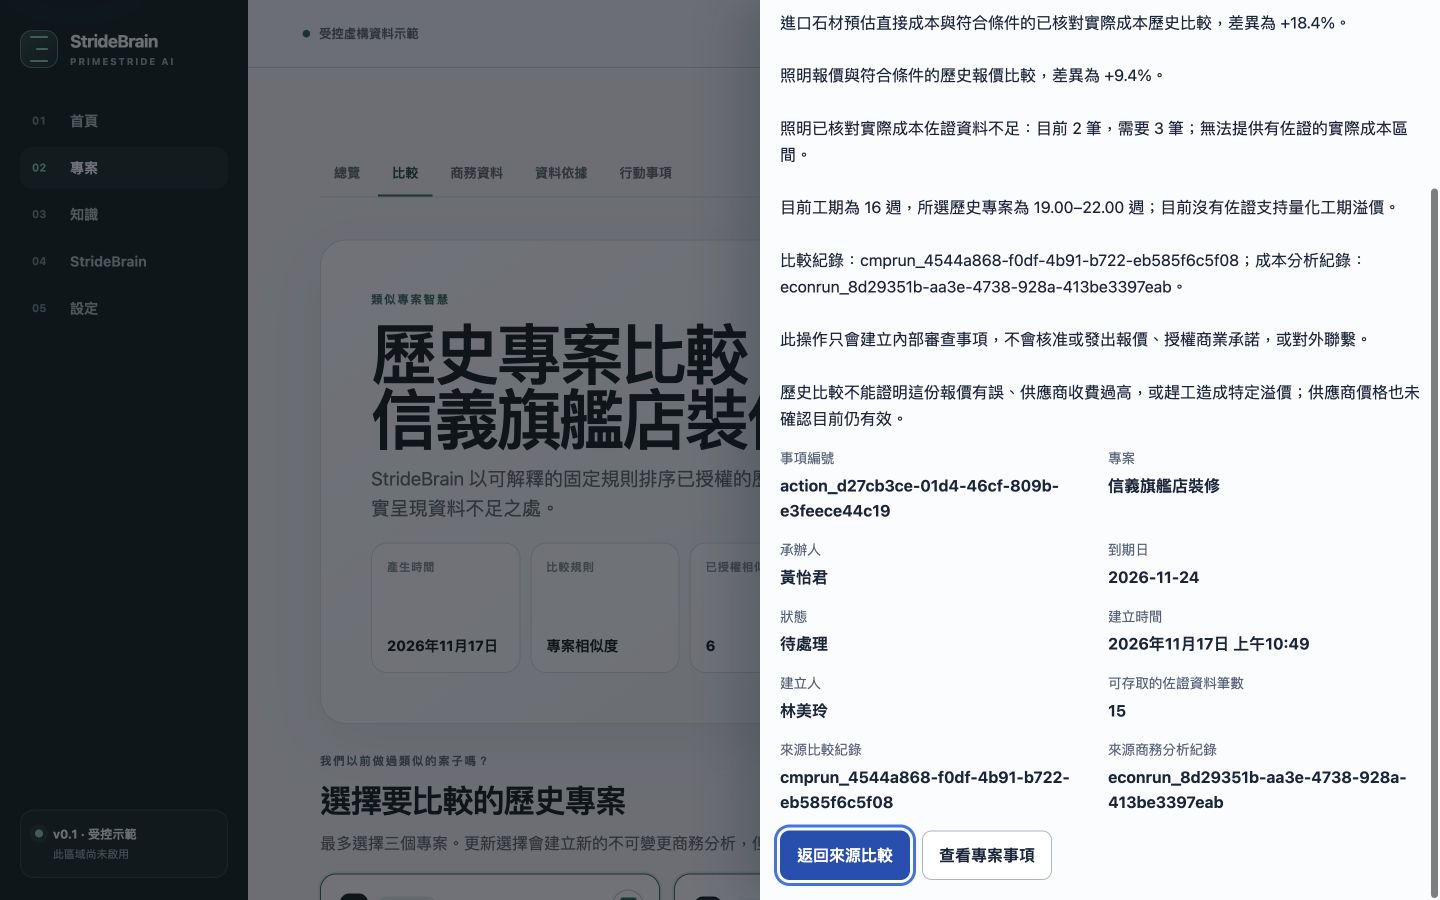 StrideBrain
PRIMESTRIDE AI
01 首頁
02 專案
03 知識
04 StrideBrain
05 設定
v0.1 · 受控示範
此區域尚未啟用
受控虛構資料示範
總覽 比較 商務資料 資料依據 行動事項
類似專案智慧
歷史專案比較
信義旗艦店裝
StrideBrain 以可解釋的固定規則排序已授權的歷
實呈現資料不足之處。
產生時間
2026年11月17日
比較規則
專案相似度
已授權相似
6
我們以前做過類似的案子嗎？
選擇要比較的歷史專案
最多選擇三個專案。更新選擇會建立新的不可變更商務分析，但
進口石材預估直接成本與符合條件的已核對實際成本歷史比較，差異為 +18.4%。
照明報價與符合條件的歷史報價比較，差異為 +9.4%。
照明已核對實際成本佐證資料不足：目前 2 筆，需要 3 筆；無法提供有佐證的實際成本區
間。
目前工期為 16 週，所選歷史專案為 19.00–22.00 週；目前沒有佐證支持量化工期溢價。
比較紀錄：cmprun_4544a868-f0df-4b91-b722-eb585f6c5f08；成本分析紀錄：
econrun_8d29351b-aa3e-4738-928a-413be3397eab。
此操作只會建立內部審查事項，不會核准或發出報價、授權商業承諾，或對外聯繫。
歷史比較不能證明這份報價有誤、供應商收費過高，或趕工造成特定溢價；供應商價格也未
確認目前仍有效。
事項編號
action_d27cb3ce-01d4-46cf-809b-
e3feece44c19
專案
信義旗艦店裝修
承辦人
黃怡君
到期日
2026-11-24
狀態
待處理
建立時間
2026年11月17日 上午10:49
建立人
林美玲
可存取的佐證資料筆數
15
來源比較紀錄
cmprun_4544a868-f0df-4b91-b722-
eb585f6c5f08
來源商務分析紀錄
econrun_8d29351b-aa3e-4738-928a-
413be3397eab
返回來源比較 查看專案事項